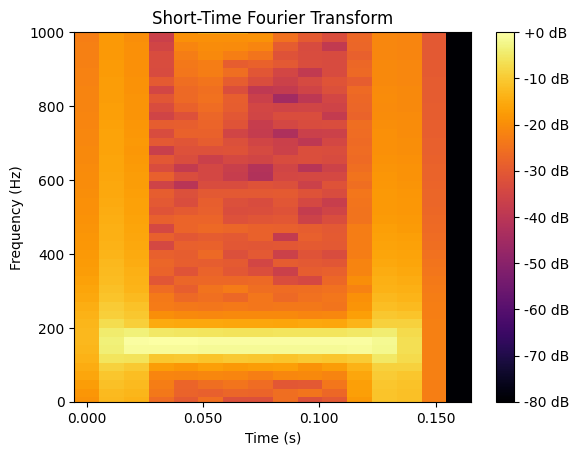 Short-Time Fourier Transform
1000
800
600
400
200
0
Frequency (Hz)
0.000
0.050
0.100
0.150
Time (s)
+0 dB
-10 dB
-20 dB
-30 dB
-40 dB
-50 dB
-60 dB
-70 dB
-80 dB